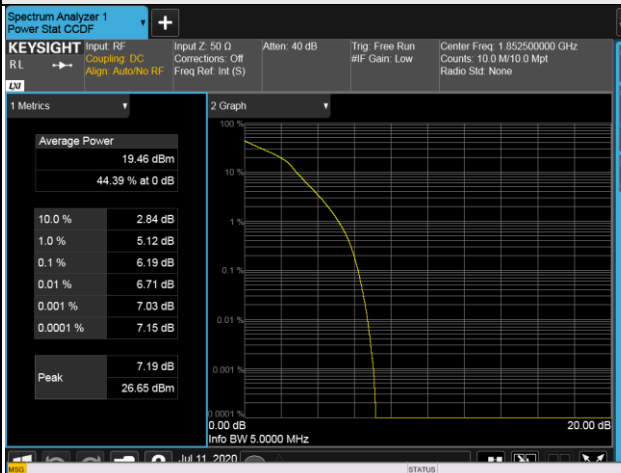 Spectrum Analyzer 1
Power Stat CCDF
+
KEYSIGHT
RL
LXI
Input: RF
Coupling: DC
Align: Auto/No RF
Input Z: 50 Ω
Corrections: Off
Freq Ref: Int (S)
Atten: 40 dB
Trig: Free Run
#IF Gain: Low
Center Freq: 1.852500000 GHz
Counts: 10.0 M/10.0 Mpt
Radio Std: None
1 Metrics
Average Power
19.46 dBm
44.39 % at 0 dB
10.0 % 2.84 dB
1.0 % 5.12 dB
0.1 % 6.19 dB
0.01 % 6.71 dB
0.001 % 7.03 dB
0.0001 % 7.15 dB
Peak
7.19 dB
26.65 dBm
2 Graph
100 %
10 %
1 %
0.1 %
0.01 %
0.001 %
0.0001 %
0.00 dB
20.00 dB
Info BW 5.0000 MHz
Jul 11, 2020
MSG
STATUS